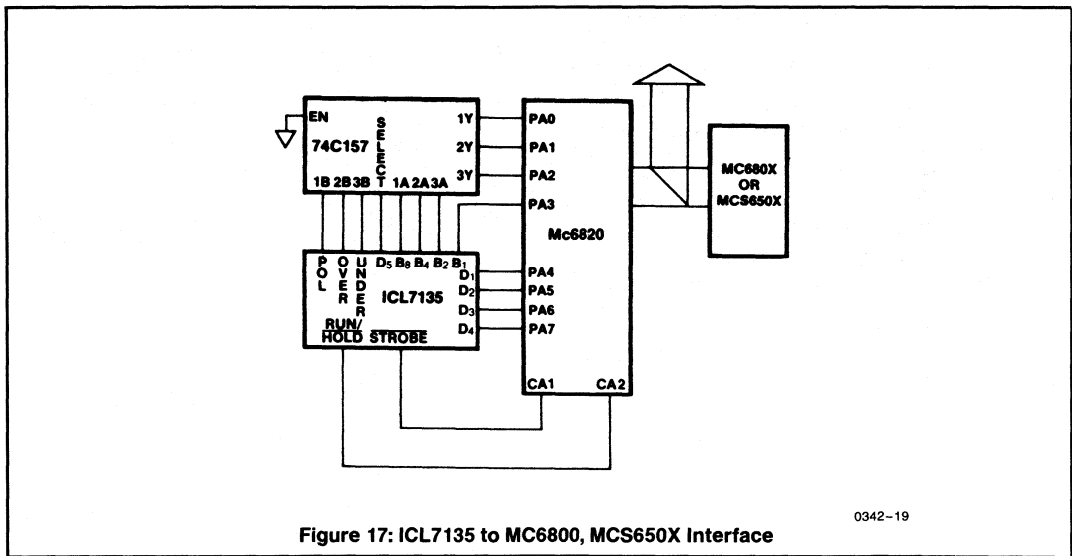 EN
74C157
SELECT
1Y
2Y
3Y
1B 2B 3B 1A 2A 3A
PA0
PA1
PA2
PA3
Mc6820
PA4
PA5
PA6
PA7
CA1 CA2
MC680X
OR
MCS650X
POL
OVER
UNDER
D5 B8 B4 B2 B1
D1
D2
D3
D4
ICL7135
RUN/
HOLD STROBE
0342-19
Figure 17: ICL7135 to MC6800, MCS650X Interface